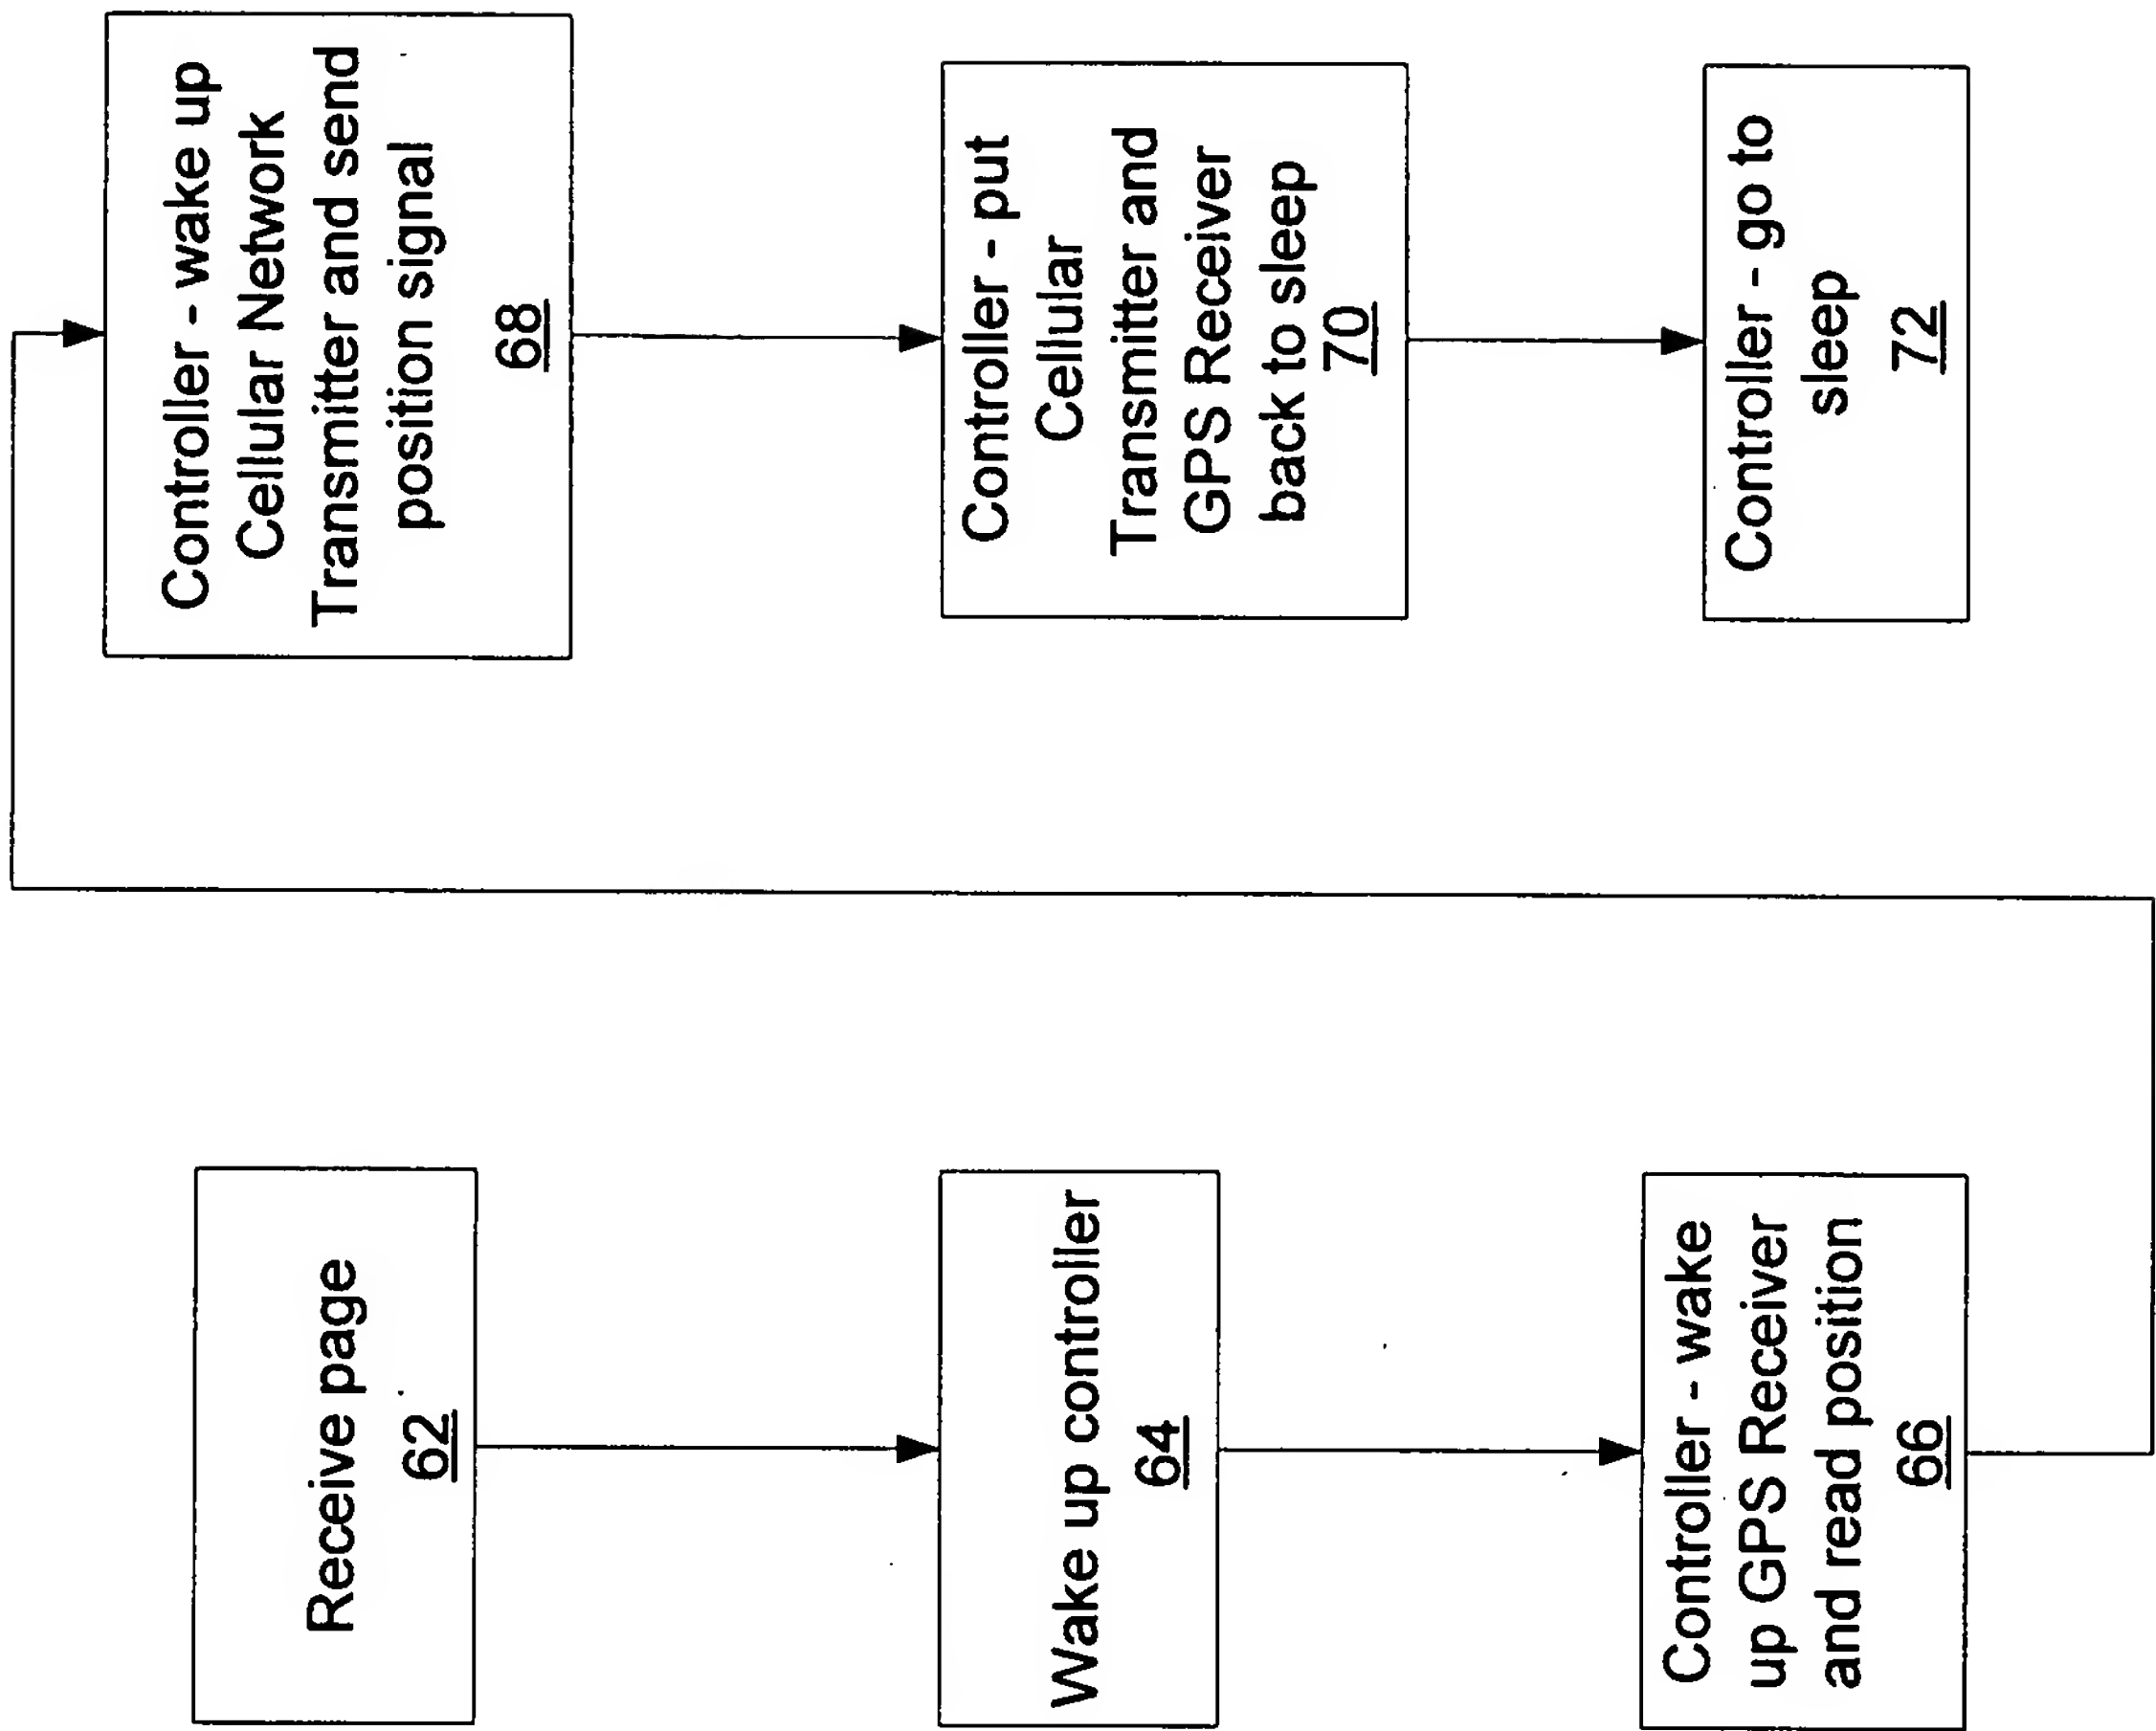 Receive page
62
Wake up controller
64
Controller - wake
up GPS Receiver
and read position
66
Controller - wake up
Cellular Network
Transmitter and send
position signal
68
Controller - put
Cellular
Transmitter and
GPS Receiver
back to sleep
70
Controller - go to
sleep
72